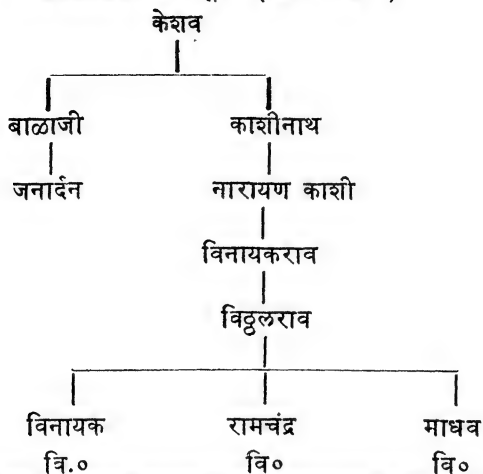 केशव
बाळाजी काशीनाथ
जनार्दन नारायण काशी
विनायकराव
विठ्ठलराव
विनायक रामचंद्र माधव
वि.० वि० वि०